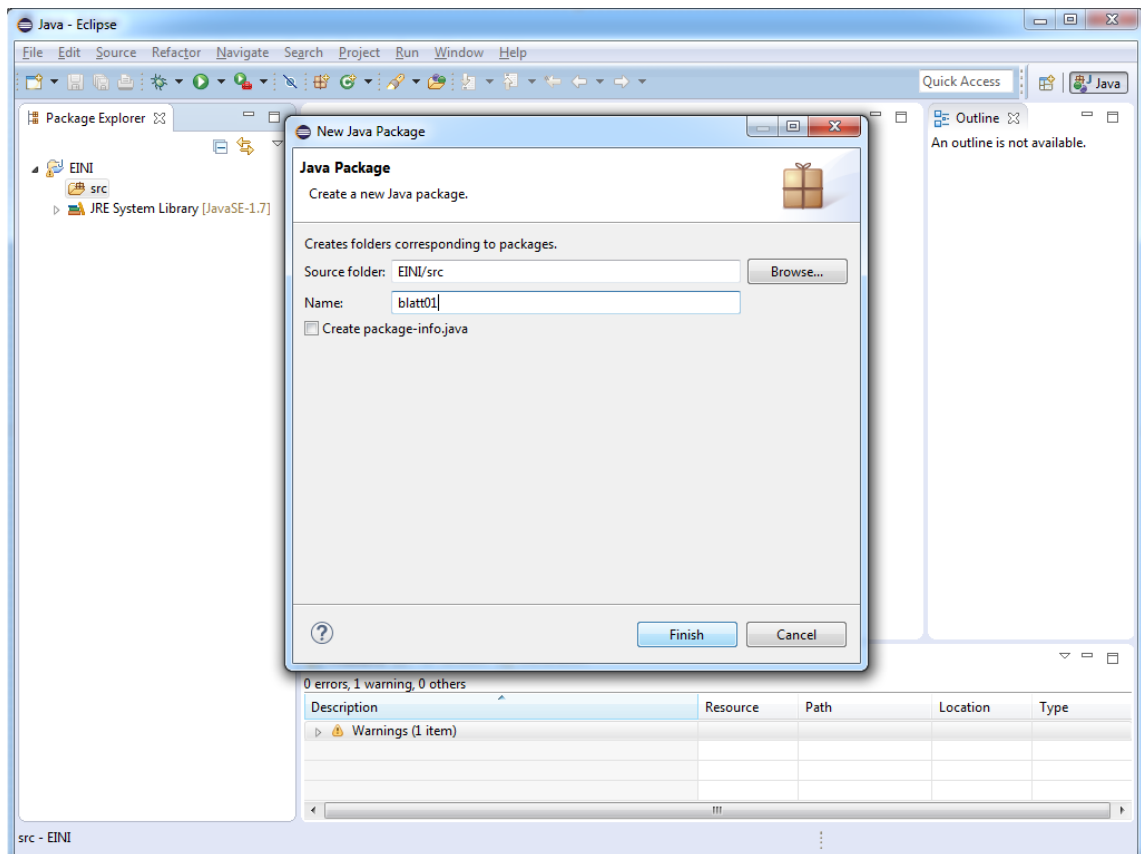 Java - Eclipse
File Edit Source Refactor Navigate Search Project Run Window Help
Quick Access
Java
Package Explorer
EINI
src
JRE System Library [JavaSE-1.7]
New Java Package
Java Package
Create a new Java package.
Creates folders corresponding to packages.
Source folder: EINI/src Browse...
Name: blatt01
Create package-info.java
? Finish Cancel
Outline
An outline is not available.
0 errors, 1 warning, 0 others
Description Resource Path Location Type
Warnings (1 item)
src - EINI